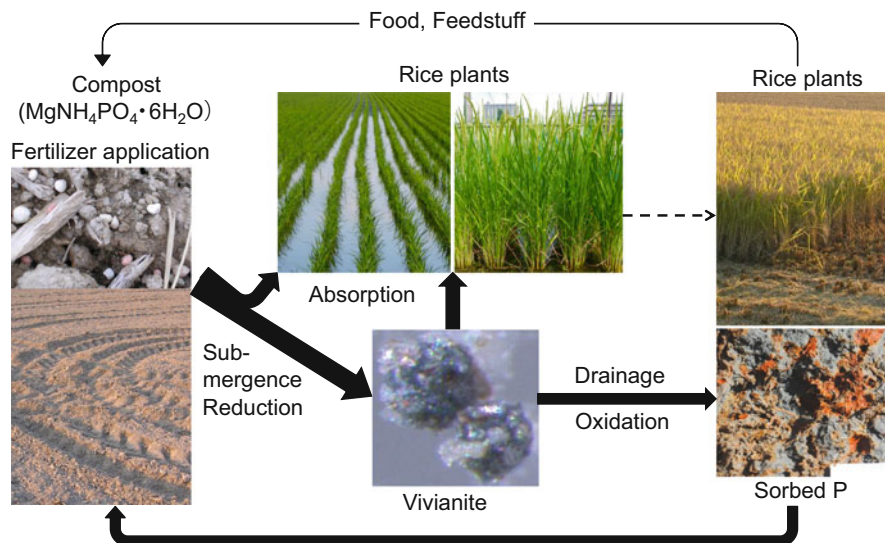 Food, Feedstuff
Compost
(MgNH₄PO₄・6H₂O)
Fertilizer application
Rice plants
Rice plants
Absorption
Sub-
mergence
Reduction
Drainage
Oxidation
Vivianite
Sorbed P